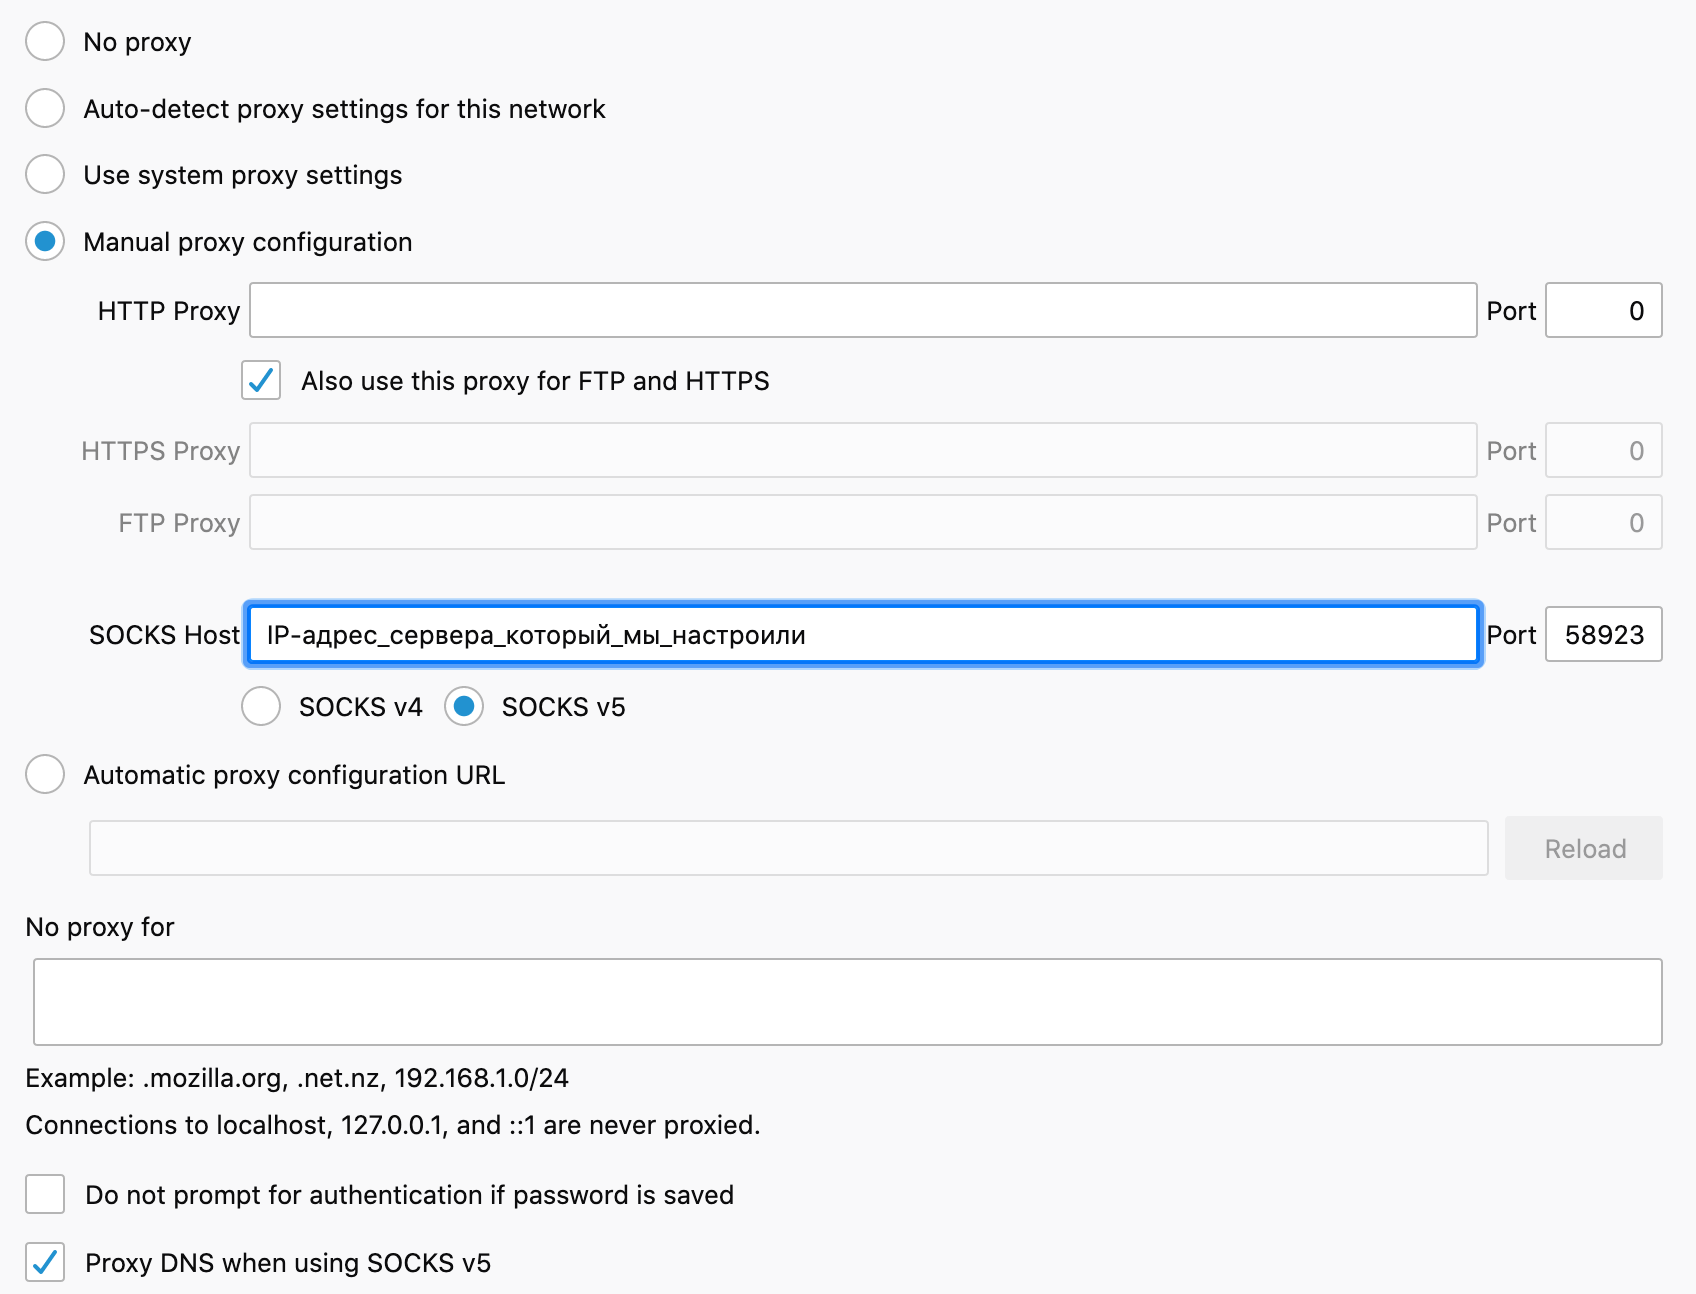 No proxy
Auto-detect proxy settings for this network
Use system proxy settings
Manual proxy configuration
HTTP Proxy Port 0
Also use this proxy for FTP and HTTPS
HTTPS Proxy Port 0
FTP Proxy Port 0
SOCKS Host IP-адрес_сервера_который_мы_настроили Port 58923
SOCKS v4 SOCKS v5
Automatic proxy configuration URL
Reload
No proxy for
Example: .mozilla.org, .net.nz, 192.168.1.0/24
Connections to localhost, 127.0.0.1, and ::1 are never proxied.
Do not prompt for authentication if password is saved
Proxy DNS when using SOCKS v5